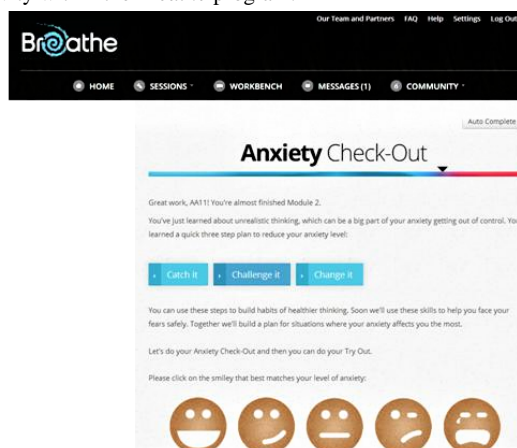 Our Team and Partners FAQ Help Settings Log Out
Breathe
HOME SESSIONS WORKBENCH MESSAGES (1) COMMUNITY
Auto Complete
Anxiety Check-Out
Great work, AA11! You're almost finished Module 2.
You've just learned about unrealistic thinking, which can be a big part of your anxiety getting out of control. You
learned a quick three step plan to reduce your anxiety level:
Catch it Challenge it Change it
You can use these steps to build habits of healthier thinking. Soon we'll use these skills to help you face your
fears safely. Together we'll build a plan for situations where your anxiety affects you the most.
Let's do your Anxiety Check-Out and then you can do your Try Out.
Please click on the smiley that best matches your level of anxiety: